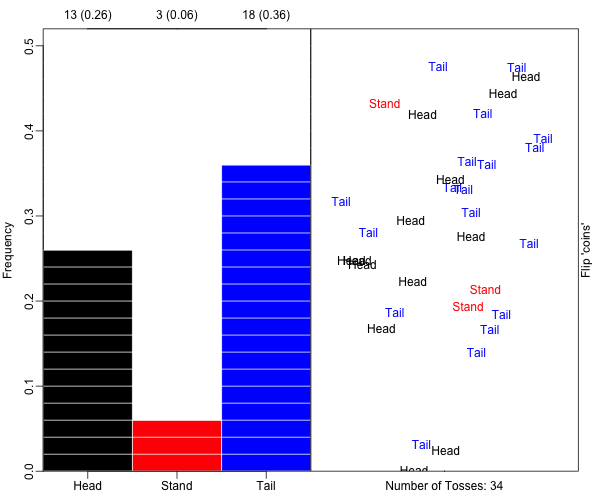 13 (0.26) 3 (0.06) 18 (0.36)
0.5
0.4
0.3
0.2
0.1
0.0
Frequency
Head Stand Tail
Tail Tail
Head
Head
Stand
Head Tail
Tail
Tail
Tail Tail
Head
Tail Tail
Tail
Tail
Head
Tail
Head
Tail
Head Head
Head
Head
Stand
Stand
Tail Tail
Head Tail
Tail
Tail
Head
Head
Flip 'coins'
Number of Tosses: 34